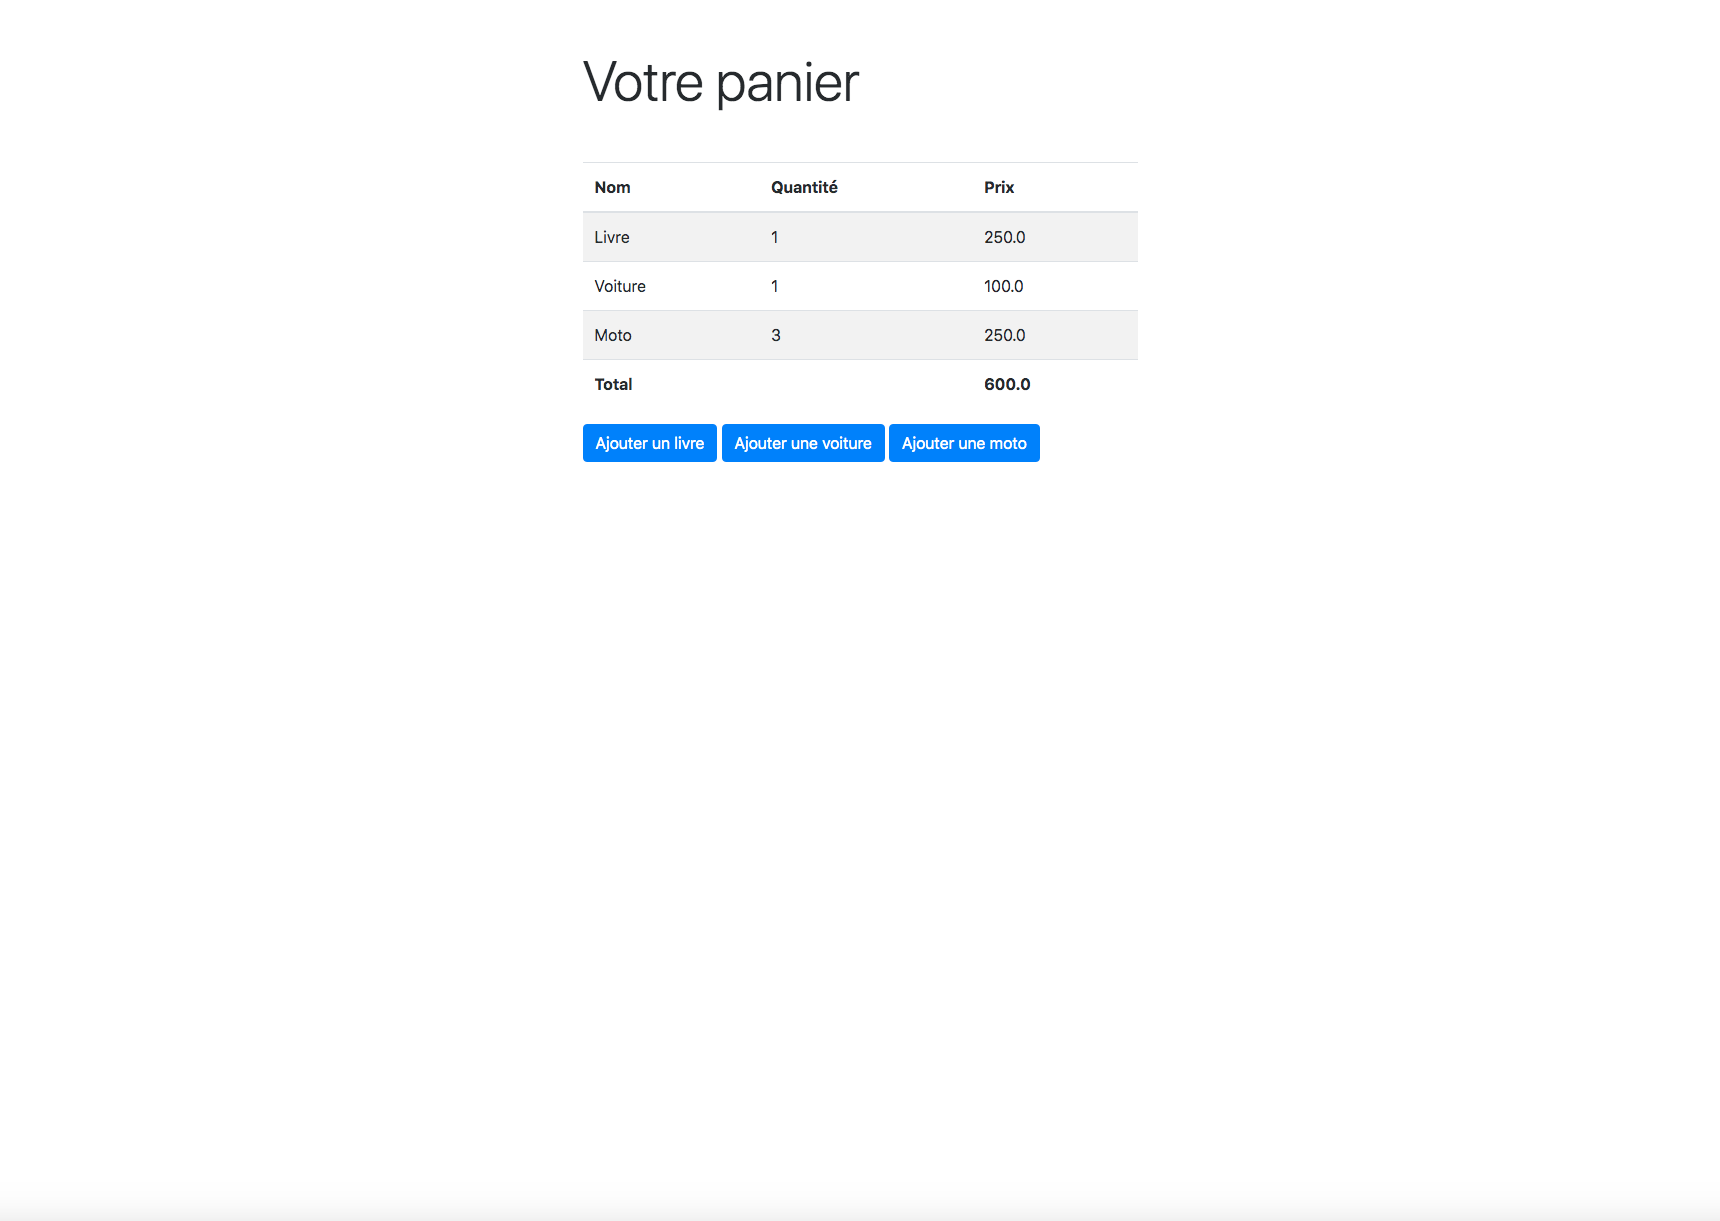 Votre panier
Nom Quantité Prix
Livre 1 250.0
Voiture 1 100.0
Moto 3 250.0
Total 600.0
Ajouter un livre Ajouter une voiture Ajouter une moto